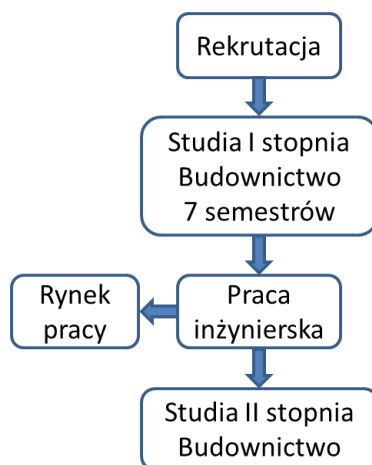 Rekrutacja
Studia I stopnia
Budownictwo
7 semestrów
Rynek
pracy
Praca
inżynierska
Studia II stopnia
Budownictwo